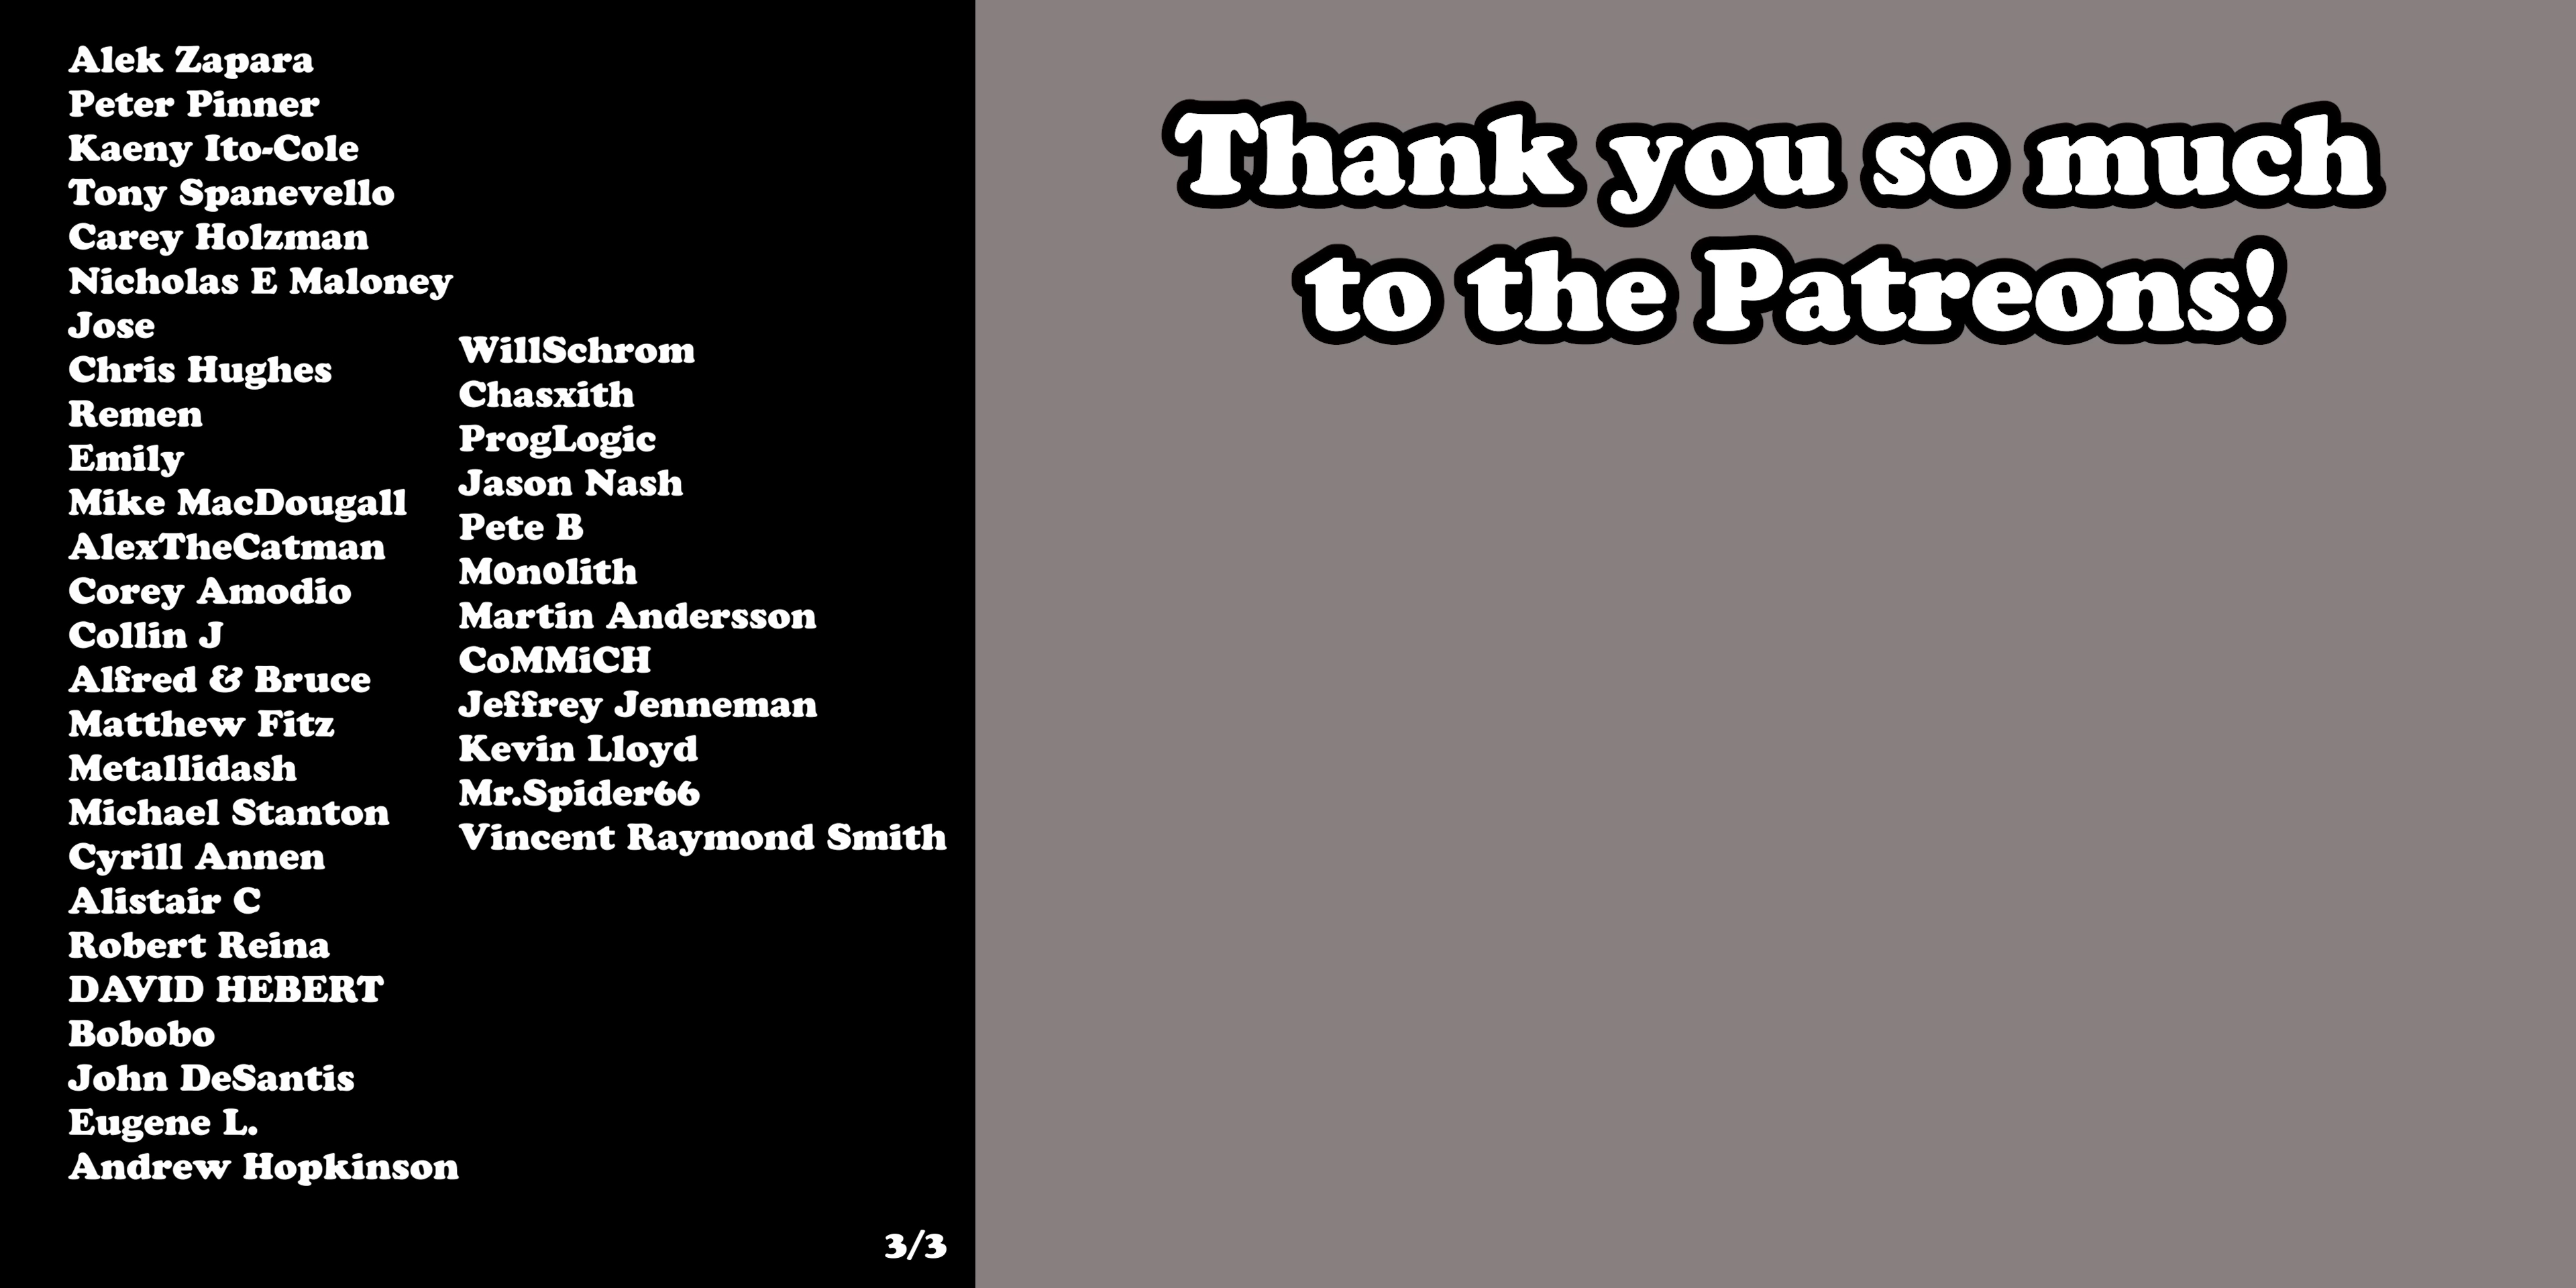 Alek Zapara
Peter Pinner
Kaeny Ito-Cole
Tony Spanevello
Carey Holzman
Nicholas E Maloney
Jose
Chris Hughes
Remen
Emily
Mike MacDougall
AlexTheCatman
Corey Amodio
Collin J
Alfred & Bruce
Matthew Fitz
Metallidash
Michael Stanton
Cyrill Annen
Alistair C
Robert Reina
DAVID HEBERT
Bobobo
John DeSantis
Eugene L.
Andrew Hopkinson
WillSchrom
Chasxith
ProgLogic
Jason Nash
Pete B
M0n0lith
Martin Andersson
CoMMiCH
Jeffrey Jenneman
Kevin Lloyd
Mr.Spider66
Vincent Raymond Smith
3/3
Thank you so much
to the Patreons!